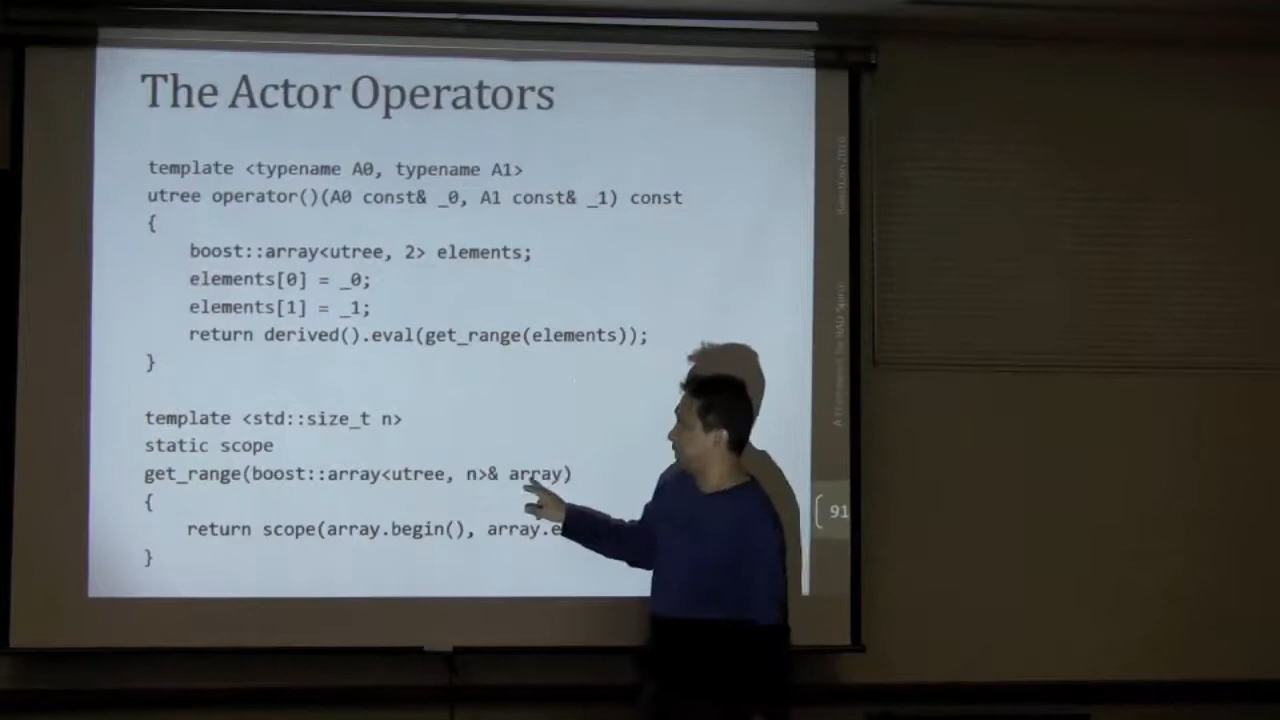 The Actor Operators
template <typename A0, typename A1>
utree operator()(A0 const& _0, A1 const& _1) const
{
boost::array<utree, 2> elements;
elements[0] = _0;
elements[1] = _1;
return derived().eval(get_range(elements));
}
template <std::size_t n>
static scope
get_range(boost::array<utree, n>& array)
{
return scope(array.begin(), array.e
}
91